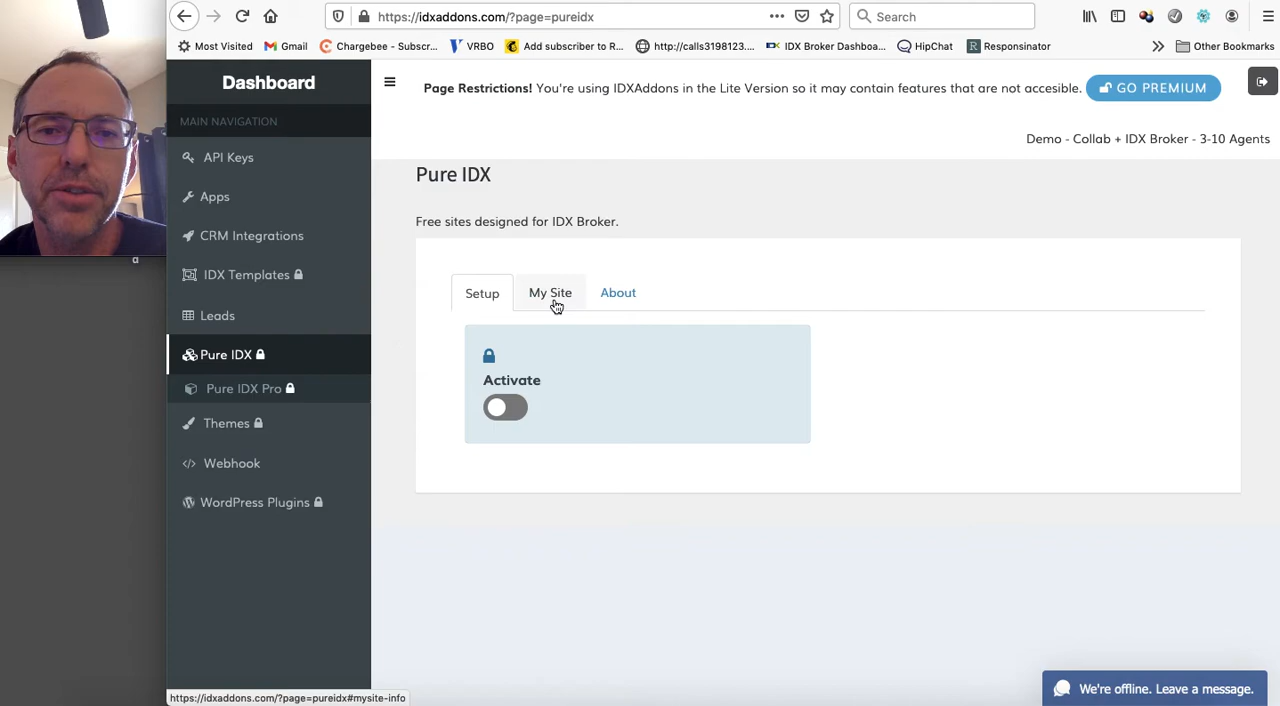 https://idxaddons.com/?page=pureidx
Search
Most Visited
Gmail
Chargebee - Subscr...
VRBO
Add subscriber to R...
http://calls3198123....
IDX Broker Dashboa...
HipChat
Responsinator
Other Bookmarks
Dashboard
Page Restrictions! You're using IDXAddons in the Lite Version so it may contain features that are not accesible.
GO PREMIUM
MAIN NAVIGATION
Demo - Collab + IDX Broker - 3-10 Agents
API Keys
Apps
CRM Integrations
IDX Templates
Leads
Pure IDX
Pure IDX Pro
Themes
Webhook
WordPress Plugins
Pure IDX
Free sites designed for IDX Broker.
Setup
My Site
About
Activate
a
https://idxaddons.com/?page=pureidx#mysite-info
We're offline. Leave a message.